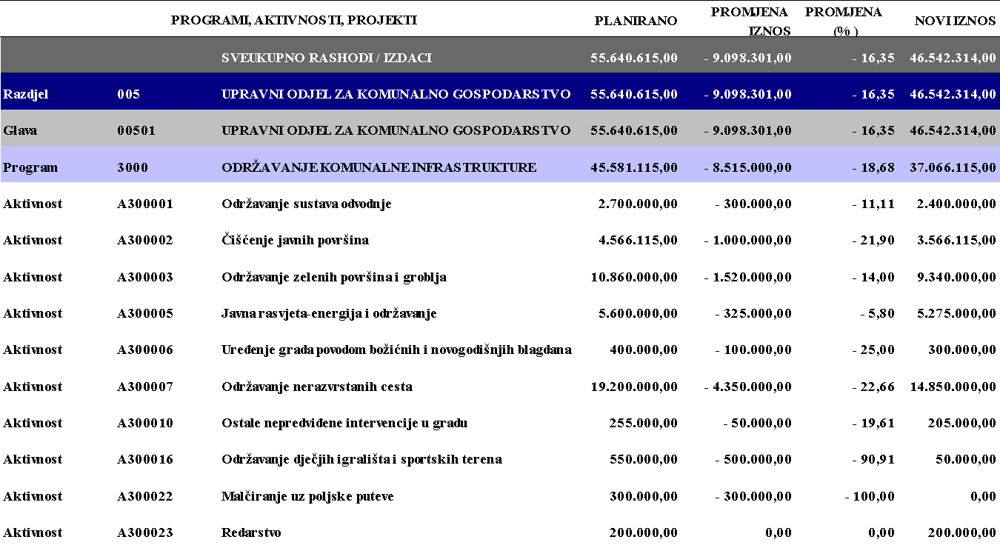 PROGRAMI, AKTIVNOSTI, PROJEKTI PLANIRANO PROMJENA IZNOS PROMJENA (% ) NOVI IZNOS
SVEUKUPNO RASHODI / IZDACI 55.640.615,00 - 9.098.301,00 - 16,35 46.542.314,00
Razdjel 005 UPRAVNI ODJEL ZA KOMUNALNO GOSPODARSTVO 55.640.615,00 - 9.098.301,00 - 16,35 46.542.314,00
Glava 00501 UPRAVNI ODJEL ZA KOMUNALNO GOSPODARSTVO 55.640.615,00 - 9.098.301,00 - 16,35 46.542.314,00
Program 3000 ODRŽAVANJE KOMUNALNE INFRASTRUKTURE 45.581.115,00 - 8.515.000,00 - 18,68 37.066.115,00
Aktivnost A300001 Održavanje sustava odvodnje 2.700.000,00 - 300.000,00 - 11,11 2.400.000,00
Aktivnost A300002 Čišćenje javnih površina 4.566.115,00 - 1.000.000,00 - 21,90 3.566.115,00
Aktivnost A300003 Održavanje zelenih površina i groblja 10.860.000,00 - 1.520.000,00 - 14,00 9.340.000,00
Aktivnost A300005 Javna rasvjeta-energija i održavanje 5.600.000,00 - 325.000,00 - 5,80 5.275.000,00
Aktivnost A300006 Uređenje grada povodom božićnih i novogodišnjih blagdana 400.000,00 - 100.000,00 - 25,00 300.000,00
Aktivnost A300007 Održavanje nerazvrstanih cesta 19.200.000,00 - 4.350.000,00 - 22,66 14.850.000,00
Aktivnost A300010 Ostale nepredviđene intervencije u gradu 255.000,00 - 50.000,00 - 19,61 205.000,00
Aktivnost A300016 Održavanje dječjih igrališta i sportskih terena 550.000,00 - 500.000,00 - 90,91 50.000,00
Aktivnost A300022 Malčiranje uz poljske puteve 300.000,00 - 300.000,00 - 100,00 0,00
Aktivnost A300023 Redarstvo 200.000,00 0,00 0,00 200.000,00